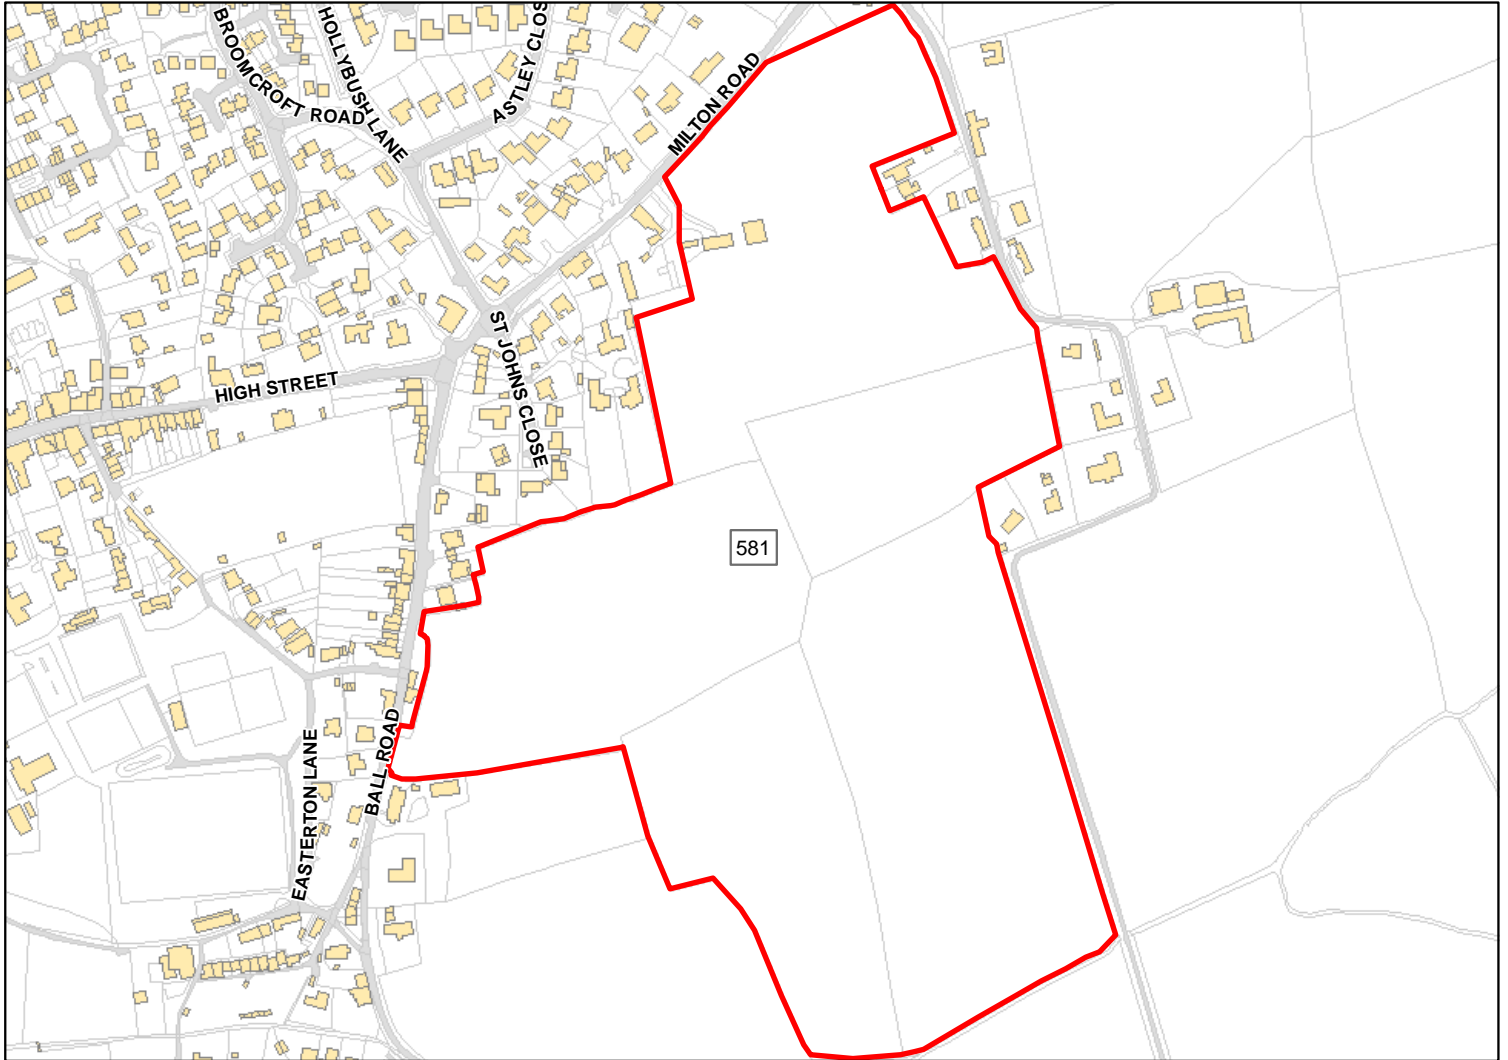 BROOMCROFT ROAD
HOLLYBUSH LANE
ASTLEY CLOS
MILTON ROAD
HIGH STREET
ST JOHNS CLOSE
581
BALL ROAD
EASTERTON LANE